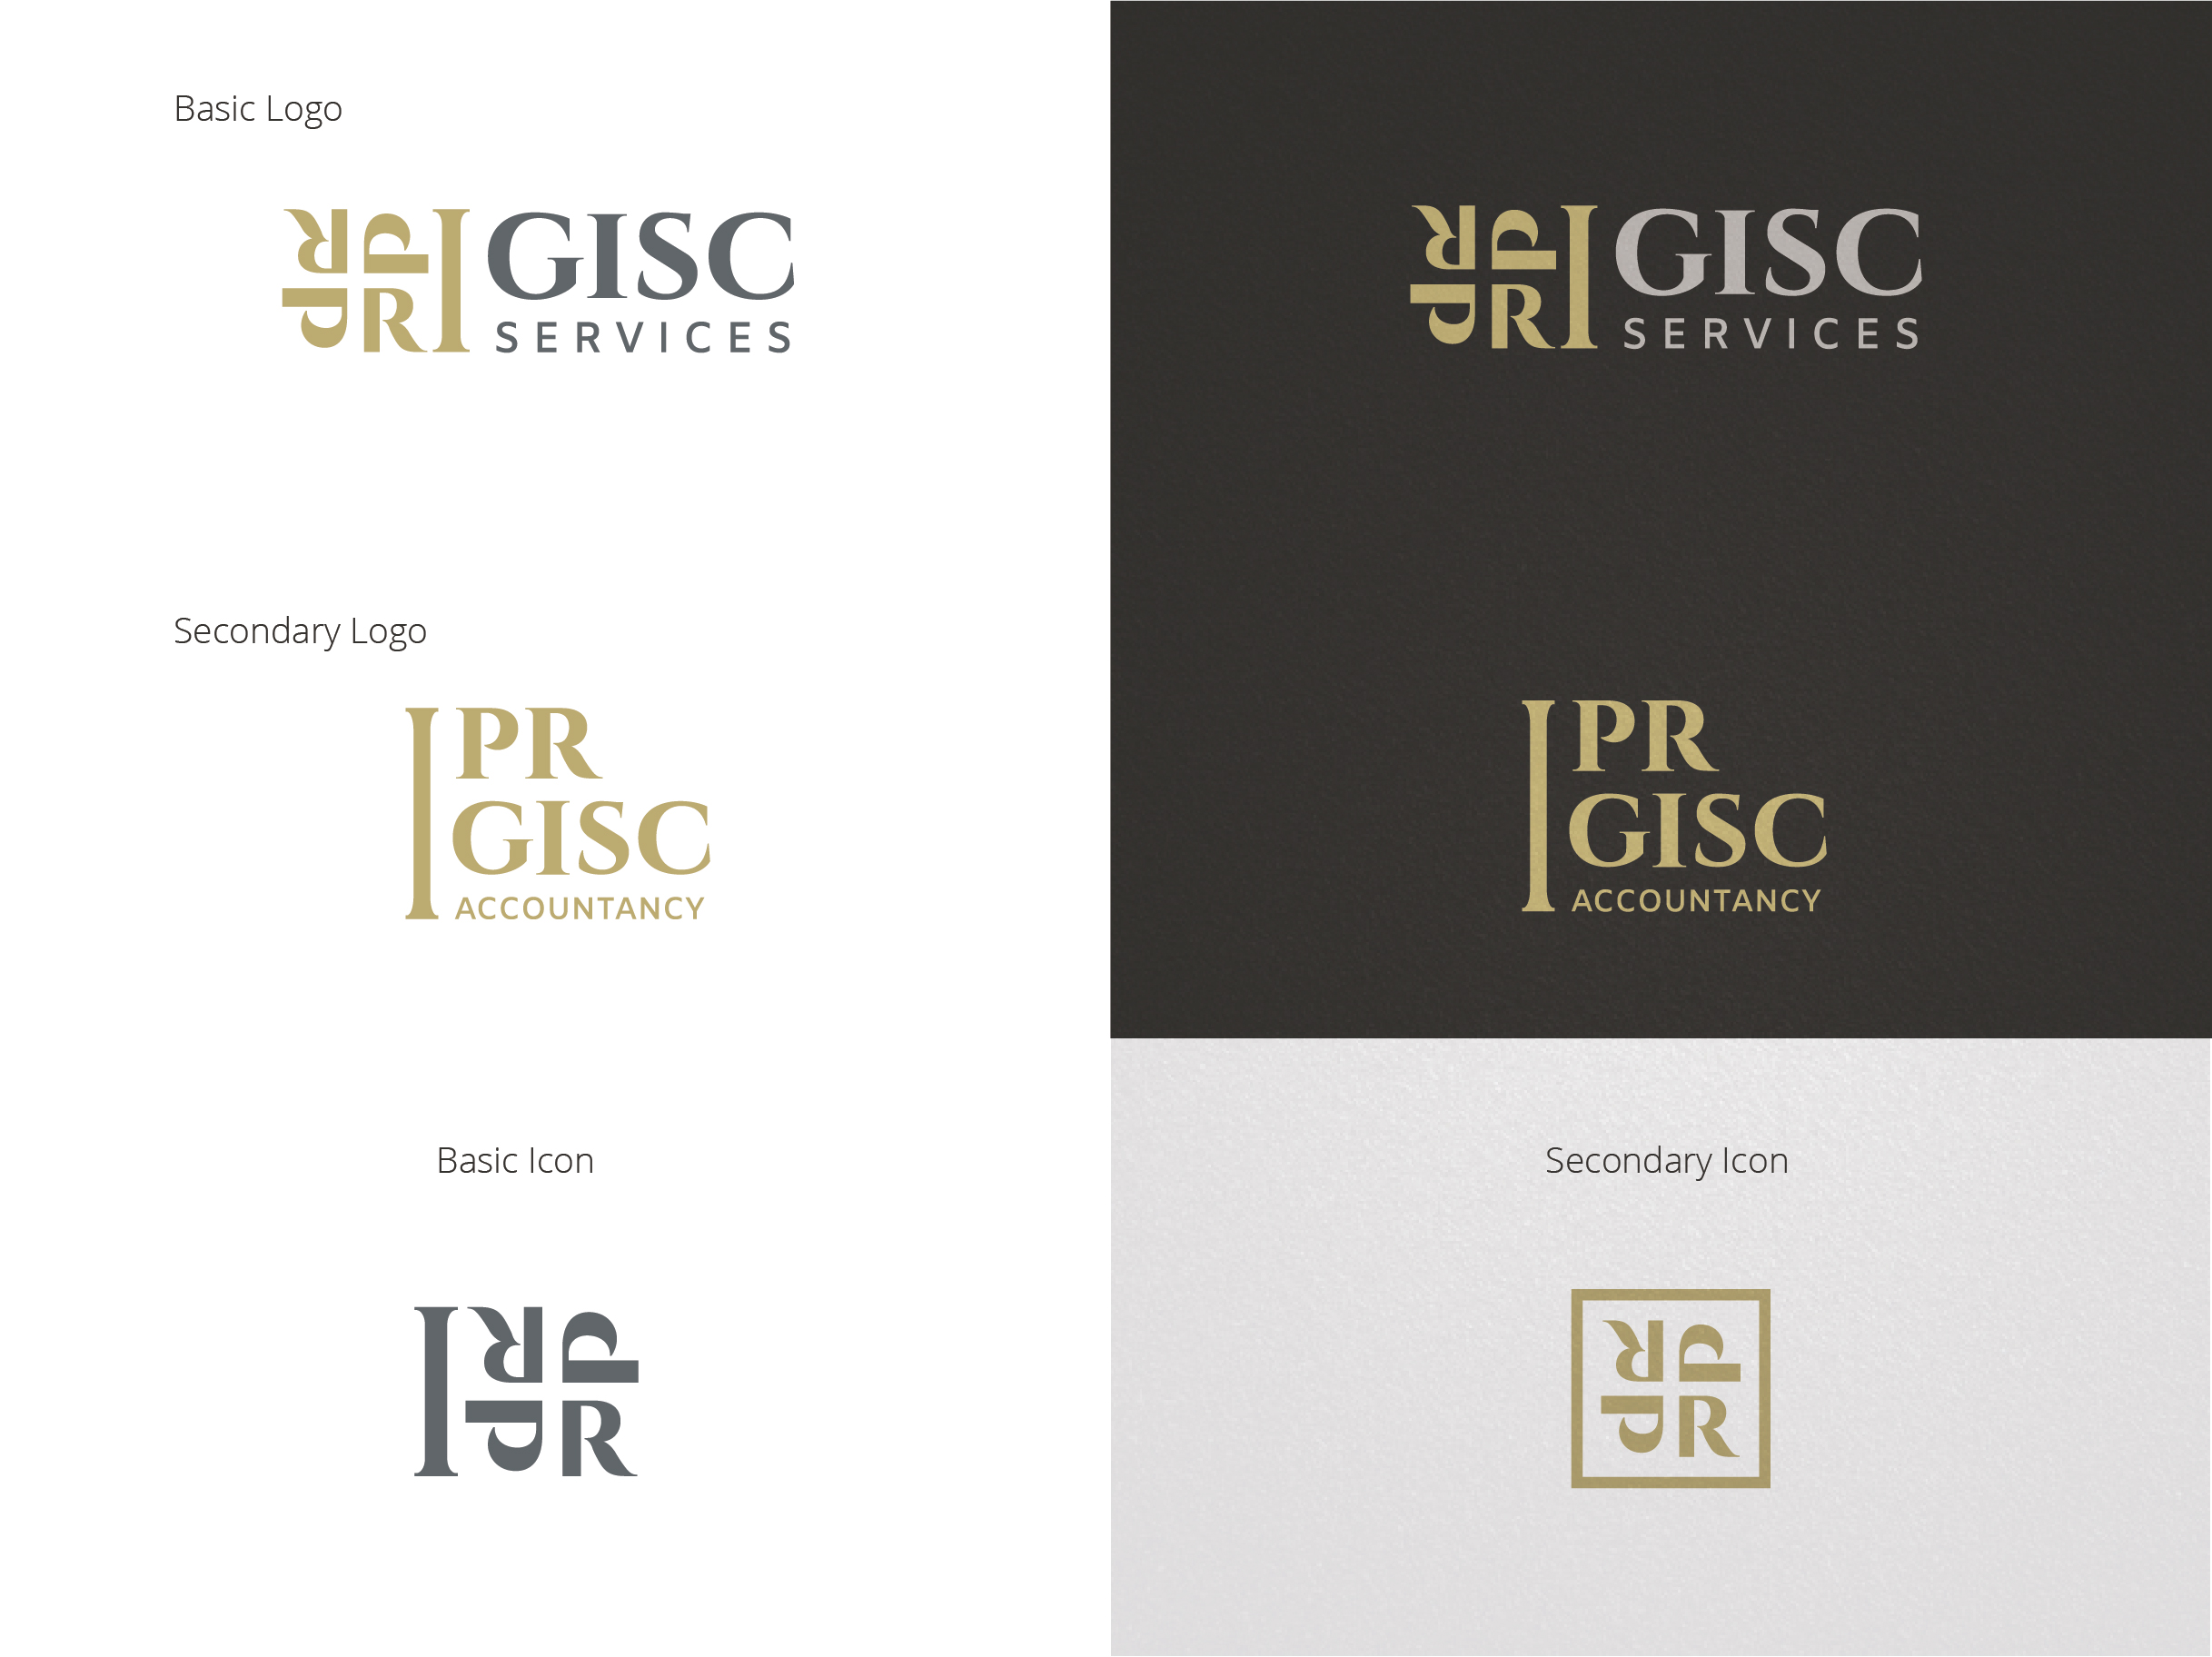 Basic Logo
R P
P R
GISC
SERVICES
R P
P R
GISC
SERVICES
Secondary Logo
PR
GISC
ACCOUNTANCY
PR
GISC
ACCOUNTANCY
Basic Icon
Secondary Icon
R P
P R
R P
P R